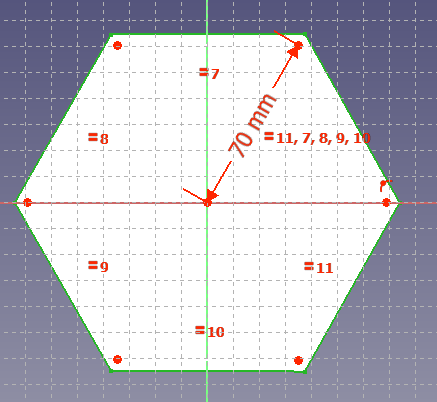 =7
70 mm
=8
=11, 7, 8, 9, 10
=9
=11
=10